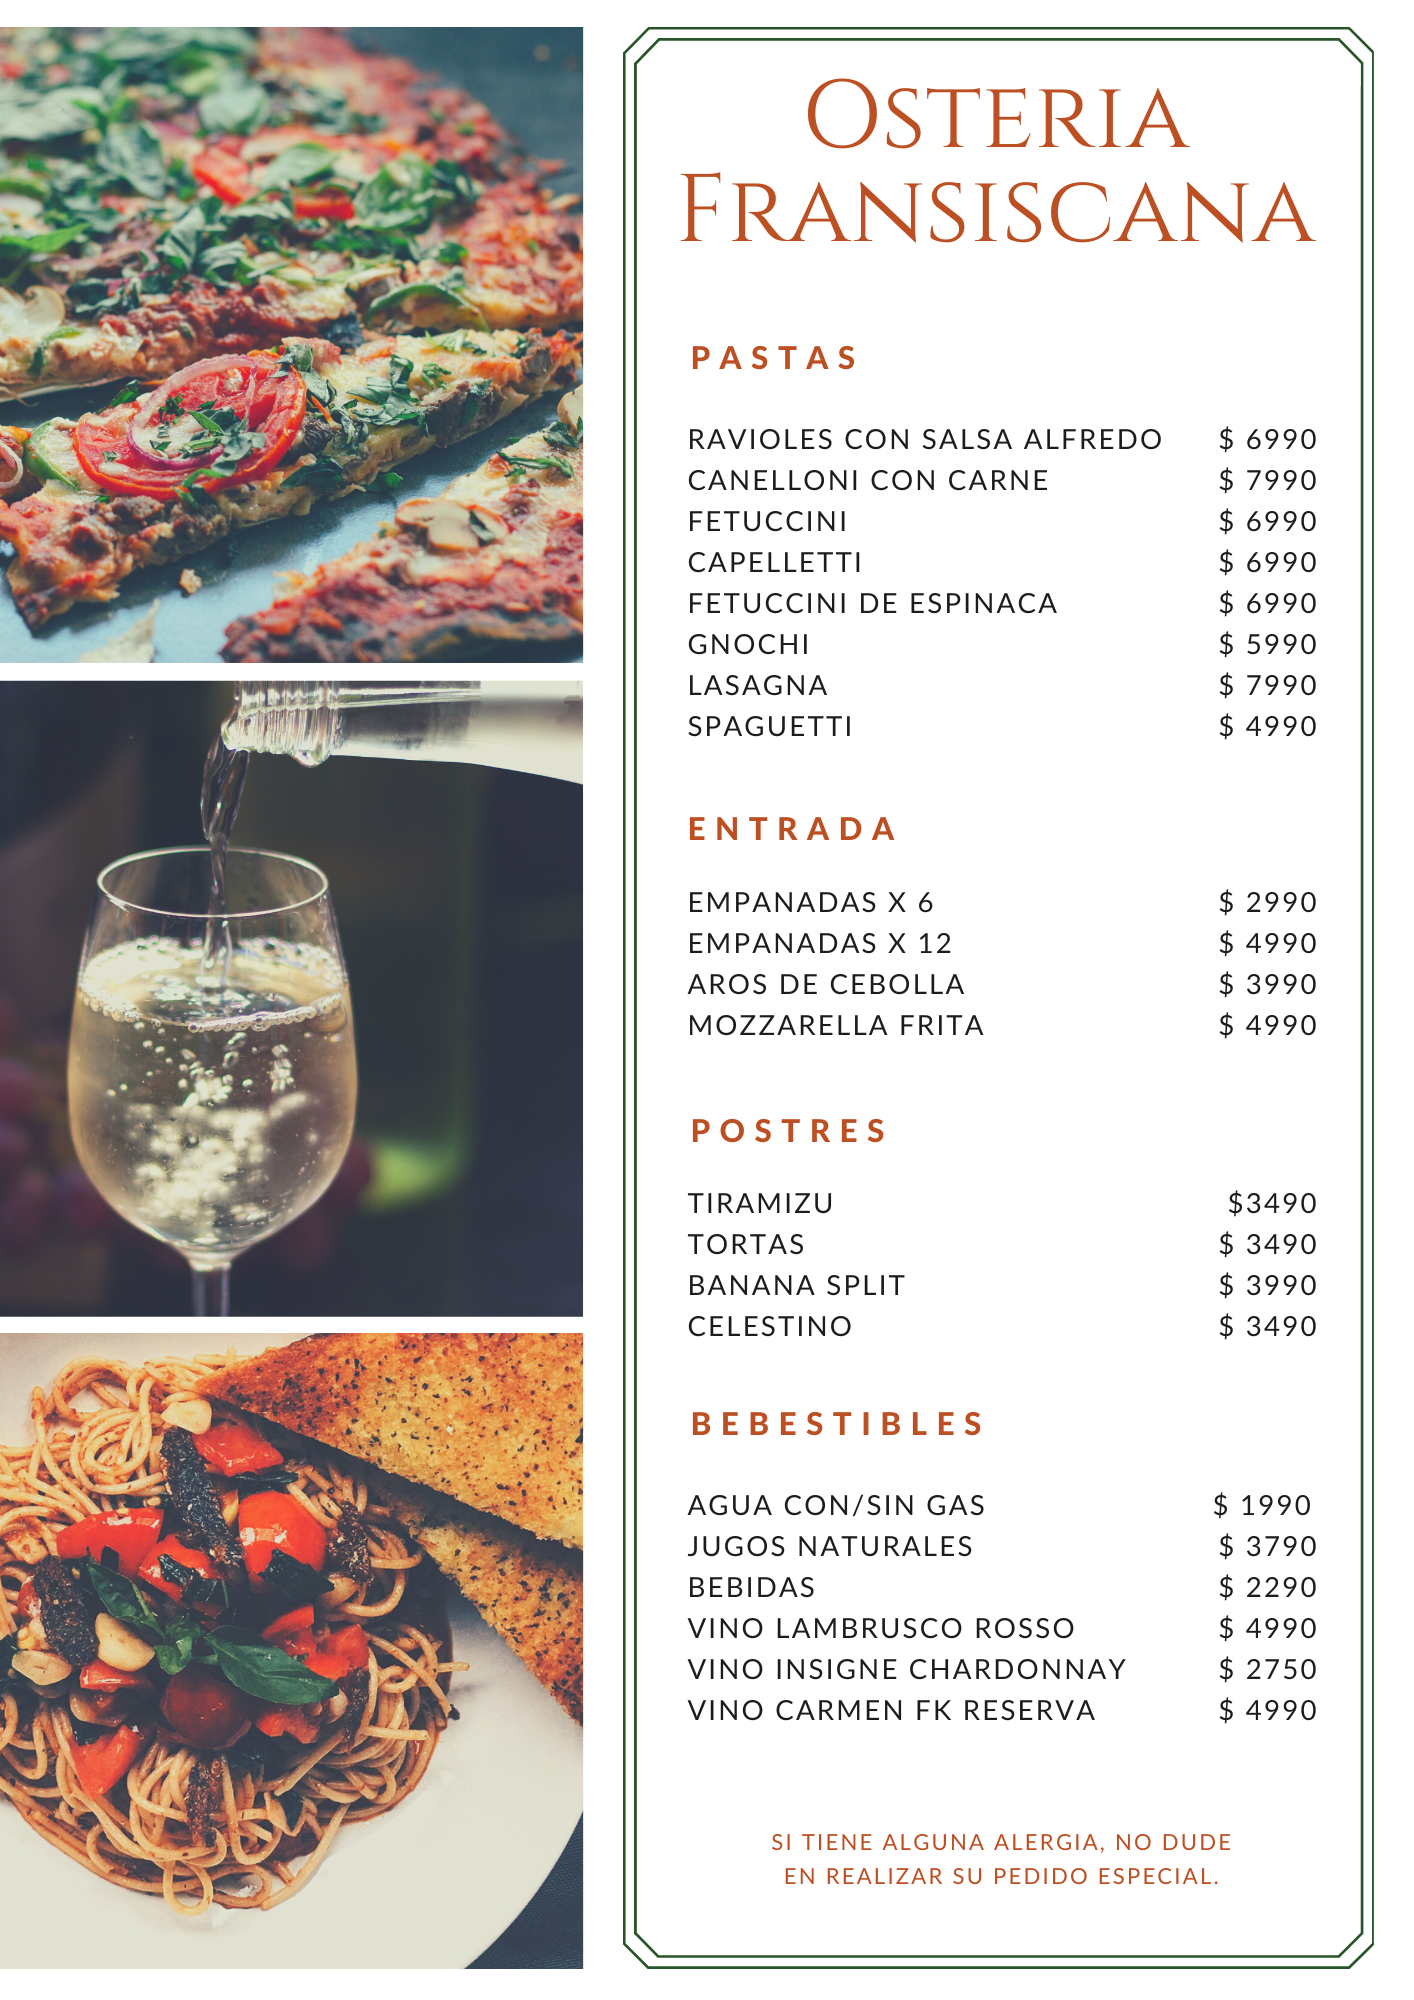 OSTERIA
FRANSISCANA
PASTAS
RAVIOLES CON SALSA ALFREDO $ 6990
CANELLONI CON CARNE $ 7990
FETUCCINI $ 6990
CAPELLETTI $ 6990
FETUCCINI DE ESPINACA $ 6990
GNOCHI $ 5990
LASAGNA $ 7990
SPAGUETTI $ 4990
ENTRADA
EMPANADAS X 6 $ 2990
EMPANADAS X 12 $ 4990
AROS DE CEBOLLA $ 3990
MOZZARELLA FRITA $ 4990
POSTRES
TIRAMIZU $3490
TORTAS $ 3490
BANANA SPLIT $ 3990
CELESTINO $ 3490
BEBESTIBLES
AGUA CON/SIN GAS $ 1990
JUGOS NATURALES $ 3790
BEBIDAS $ 2290
VINO LAMBRUSCO ROSSO $ 4990
VINO INSIGNE CHARDONNAY $ 2750
VINO CARMEN FK RESERVA $ 4990
SI TIENE ALGUNA ALERGIA, NO DUDE
EN REALIZAR SU PEDIDO ESPECIAL.